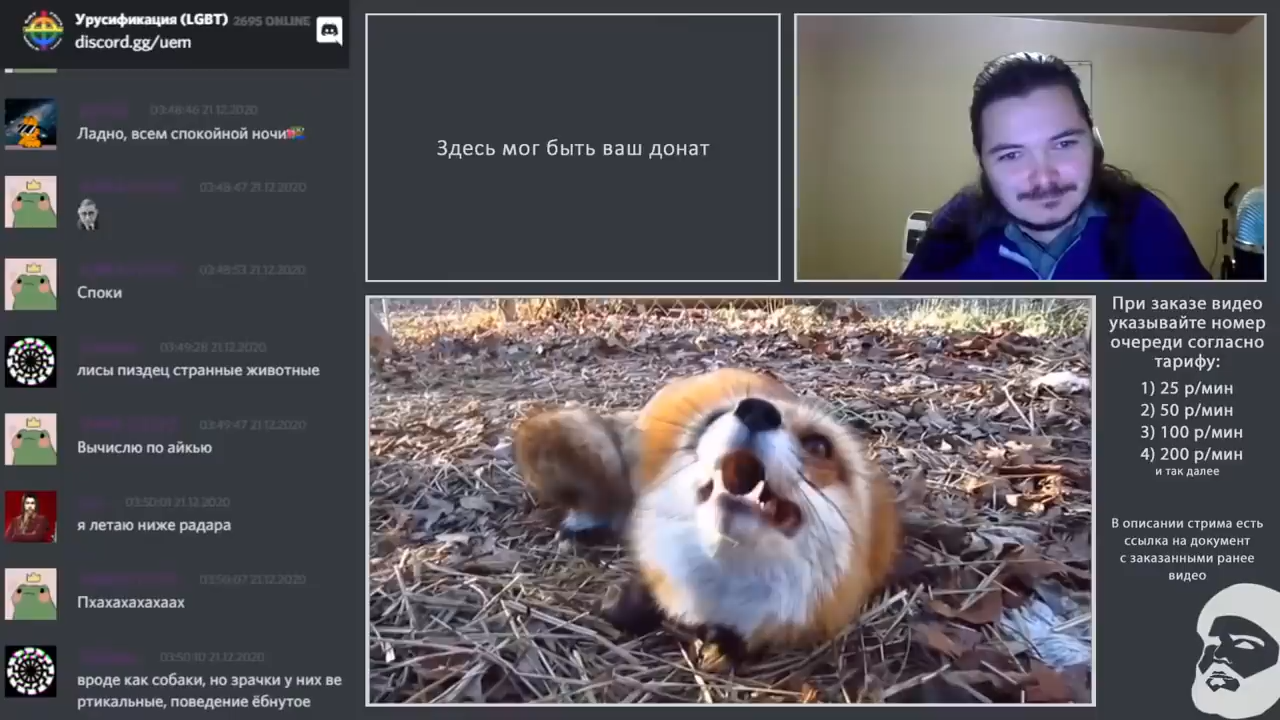 Урусификация (LGBT) 2695 ONLINE
discord.gg/uem
03:48:46 21.12.2020
Ладно, всем спокойной ночи
03:48:47 21.12.2020
03:48:53 21.12.2020
Споки
03:49:28 21.12.2020
лисы пиздец странные животные
03:49:47 21.12.2020
Вычислю по айкью
03:50:01 21.12.2020
я летаю ниже радара
03:50:07 21.12.2020
Пхахахахахаах
03:50:10 21.12.2020
вроде как собаки, но зрачки у них ве
ртикальные, поведение ёбнутое
Здесь мог быть ваш донат
При заказе видео
указывайте номер
очереди согласно
тарифу:
1) 25 р/мин
2) 50 р/мин
3) 100 р/мин
4) 200 р/мин
и так далее
В описании стрима есть
ссылка на документ
с заказанными ранее
видео